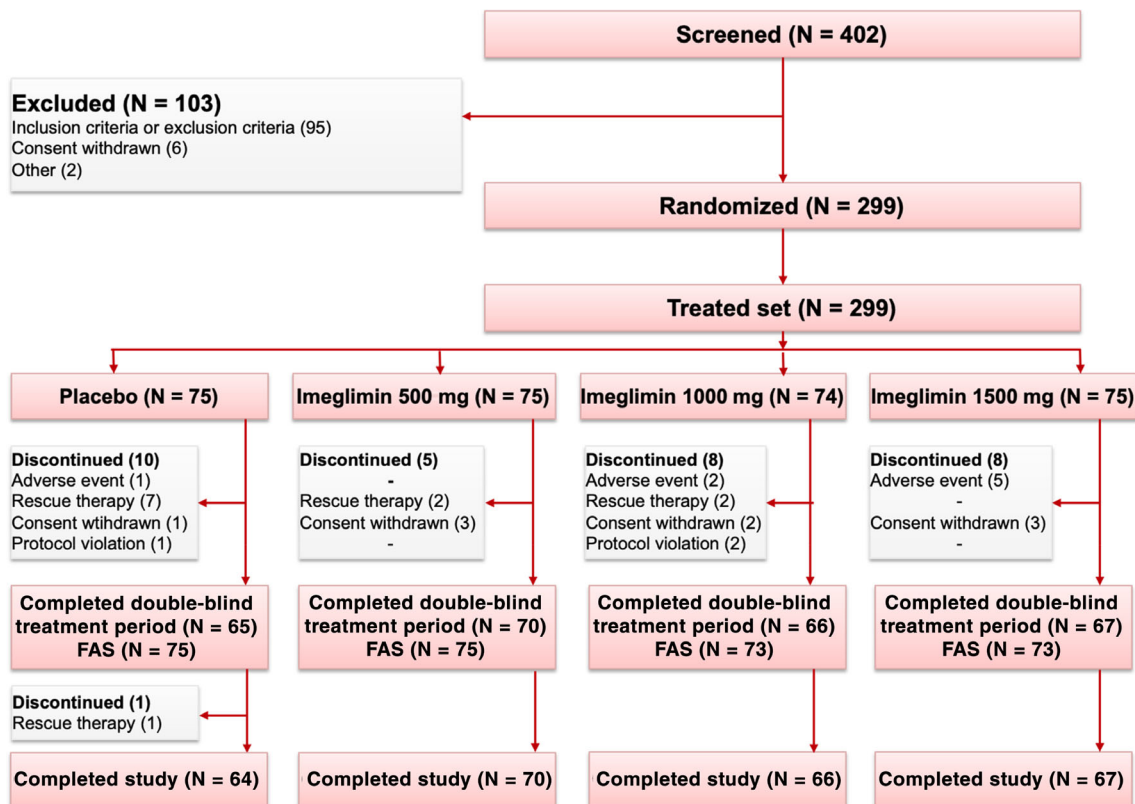 Screened (N = 402)
Excluded (N = 103)
Inclusion criteria or exclusion criteria (95)
Consent withdrawn (6)
Other (2)
Randomized (N = 299)
Treated set (N = 299)
Placebo (N = 75)
Imeglimin 500 mg (N = 75)
Imeglimin 1000 mg (N = 74)
Imeglimin 1500 mg (N = 75)
Discontinued (10)
Adverse event (1)
Rescue therapy (7)
Consent wtihdrawn (1)
Protocol violation (1)
Discontinued (5)
-
Rescue therapy (2)
Consent withdrawn (3)
-
Discontinued (8)
Adverse event (2)
Rescue therapy (2)
Consent withdrawn (2)
Protocol violation (2)
Discontinued (8)
Adverse event (5)
-
Consent withdrawn (3)
-
Completed double-blind
treatment period (N = 65)
FAS (N = 75)
Completed double-blind
treatment period (N = 70)
FAS (N = 75)
Completed double-blind
treatment period (N = 66)
FAS (N = 73)
Completed double-blind
treatment period (N = 67)
FAS (N = 73)
Discontinued (1)
Rescue therapy (1)
Completed study (N = 64)
Completed study (N = 70)
Completed study (N = 66)
Completed study (N = 67)